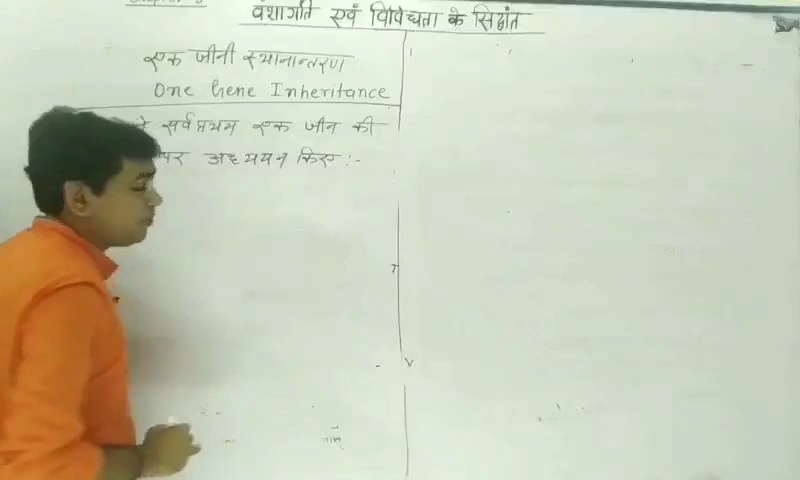 वंशागति एवं विविधता के सिद्धांत
एक जीनी स्थानान्तरण
One Gene Inheritance
सर्वप्रथम एक जीन की
पर अध्ययन किए :-